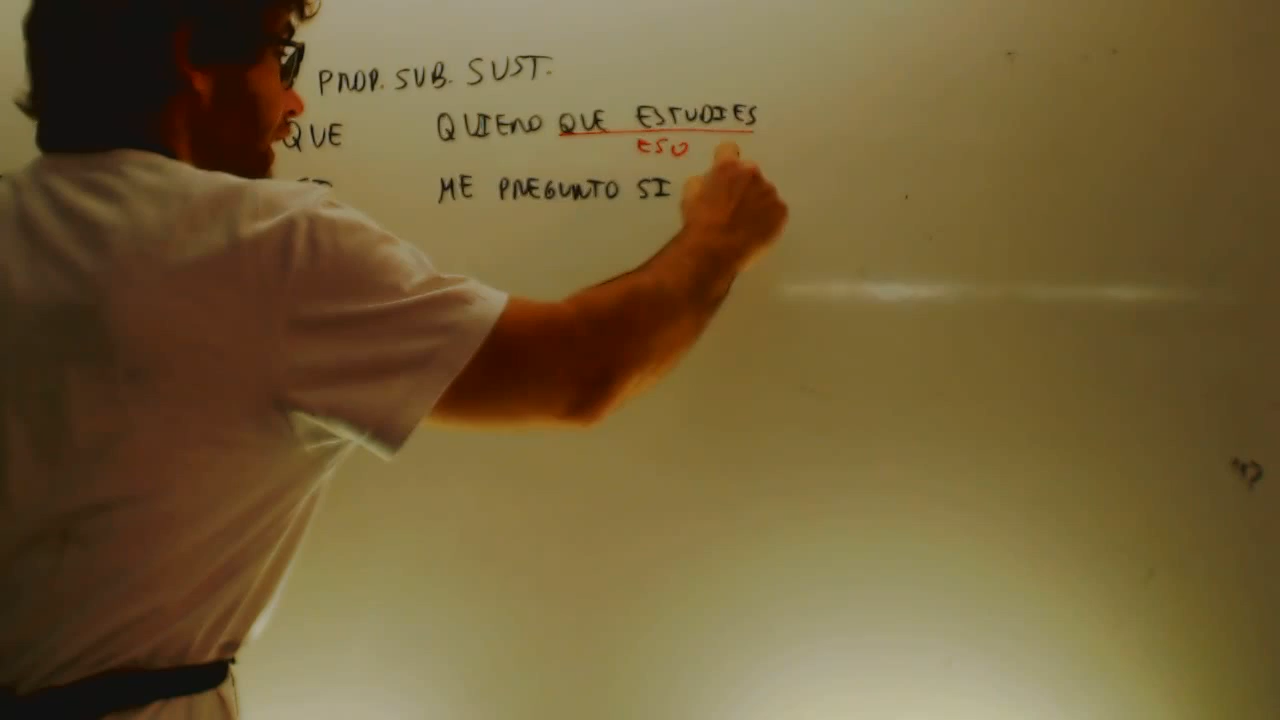 PROP. SUB. SUST.
QUE QUIERO QUE ESTUDIES
ESO
ME PREGUNTO SI